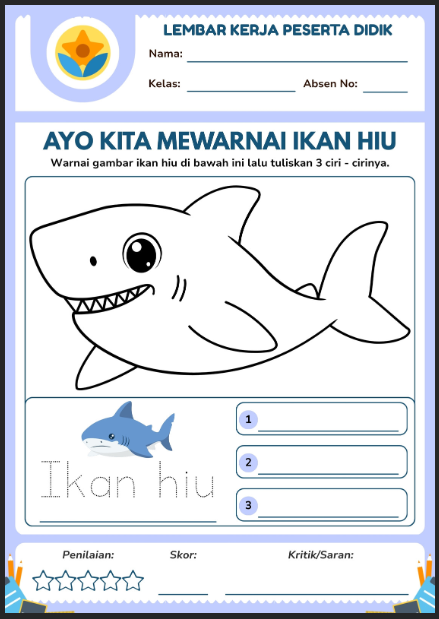 LEMBAR KERJA PESERTA DIDIK
Nama:
Kelas: Absen No:
AYO KITA MEWARNAI IKAN HIU
Warnai gambar ikan hiu di bawah ini lalu tuliskan 3 ciri - cirinya.
Ikan hiu
1
2
3
Penilaian: Skor: Kritik/Saran: